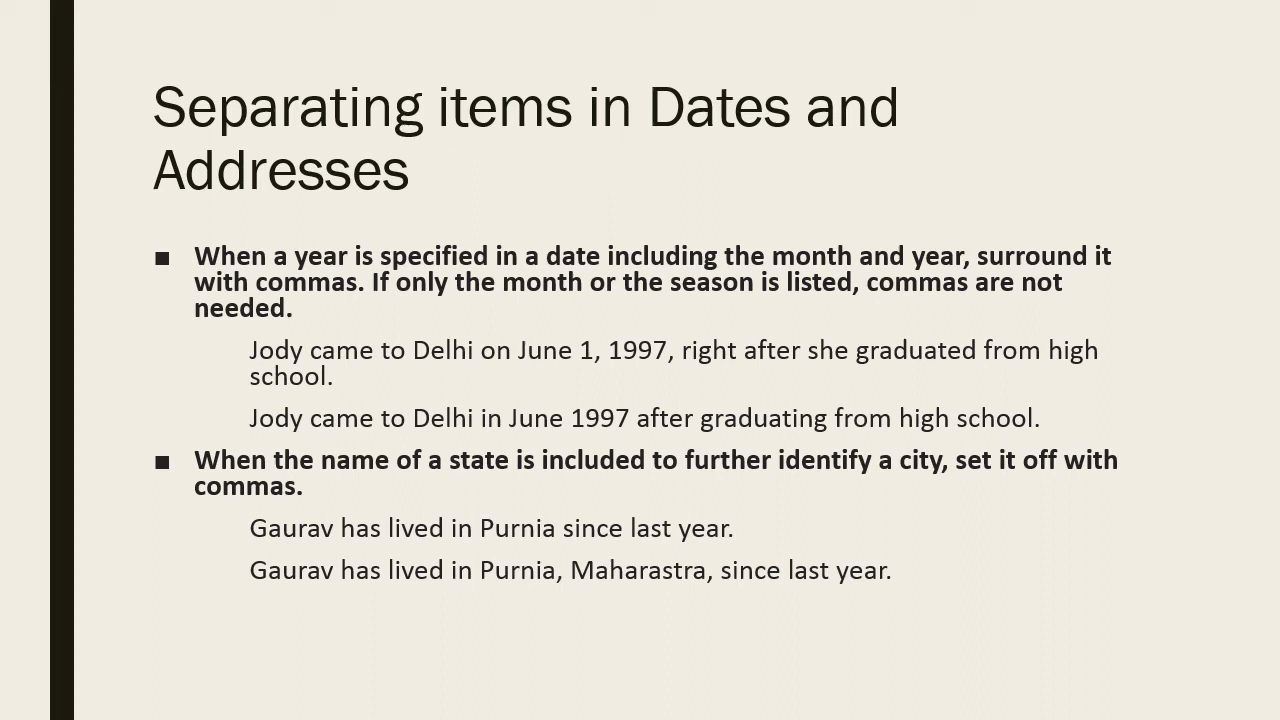 Separating items in Dates and
Addresses
■ When a year is specified in a date including the month and year, surround it
with commas. If only the month or the season is listed, commas are not
needed.
Jody came to Delhi on June 1, 1997, right after she graduated from high
school.
Jody came to Delhi in June 1997 after graduating from high school.
■ When the name of a state is included to further identify a city, set it off with
commas.
Gaurav has lived in Purnia since last year.
Gaurav has lived in Purnia, Maharastra, since last year.